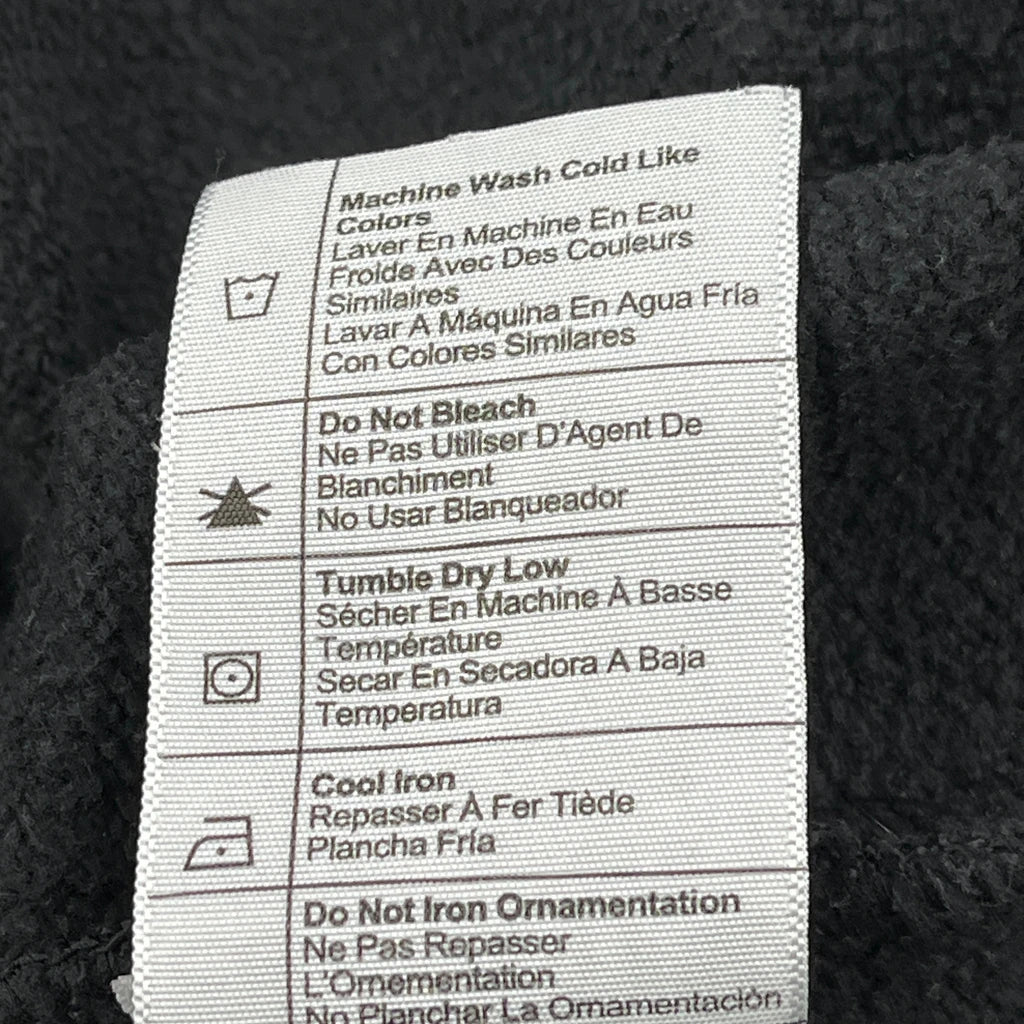 Machine Wash Cold Like
Colors
Laver En Machine En Eau
Froide Avec Des Couleurs
Similaires
Lavar A Máquina En Agua Fría
Con Colores Similares
Do Not Bleach
Ne Pas Utiliser D'Agent De
Blanchiment
No Usar Blanqueador
Tumble Dry Low
Sécher En Machine À Basse
Température
Secar En Secadora A Baja
Temperatura
Cool Iron
Repasser À Fer Tiède
Plancha Fría
Do Not Iron Ornamentation
Ne Pas Repasser
L'Ornementation
No Planchar La Ornamentación